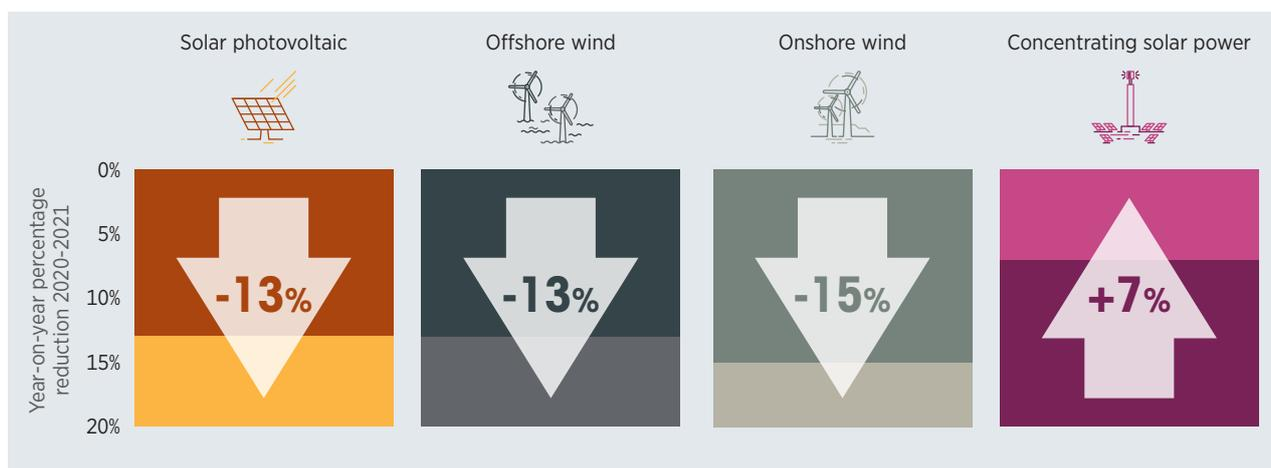 Solar photovoltaic
Offshore wind
Onshore wind
Concentrating solar power
Year-on-year percentage
reduction 2020-2021
0%
5%
10%
15%
20%
-13%
-13%
-15%
+7%